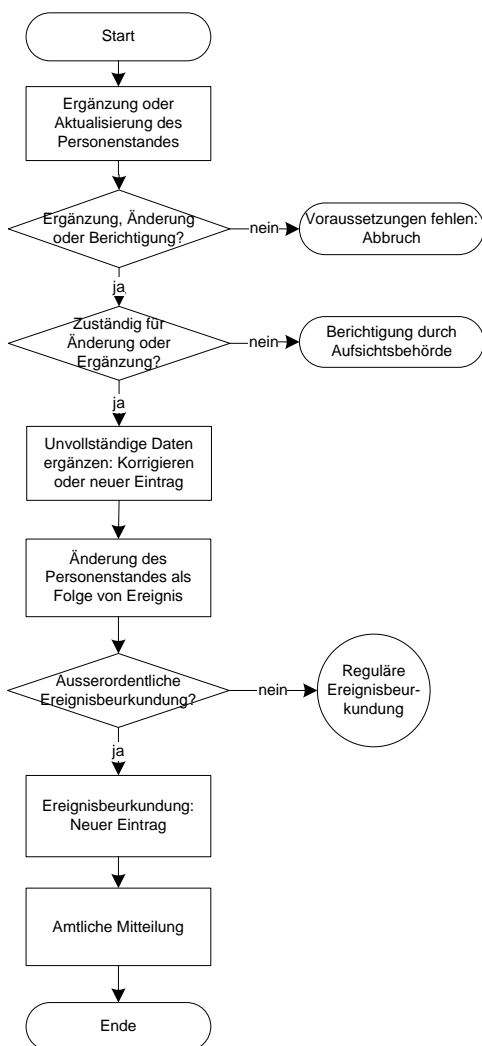 Start
Ergänzung oder
Aktualisierung des
Personenstandes
Ergänzung, Änderung
oder Berichtigung?
nein
Voraussetzungen fehlen:
Abbruch
ja
Zuständig für
Änderung oder
Ergänzung?
nein
Berichtigung durch
Aufsichtsbehörde
ja
Unvollständige Daten
ergänzen: Korrigieren
oder neuer Eintrag
Änderung des
Personenstandes als
Folge von Ereignis
Ausserordentliche
Ereignisbeurkundung?
nein
Reguläre
Ereignisbeur-
kundung
ja
Ereignisbeurkundung:
Neuer Eintrag
Amtliche Mitteilung
Ende